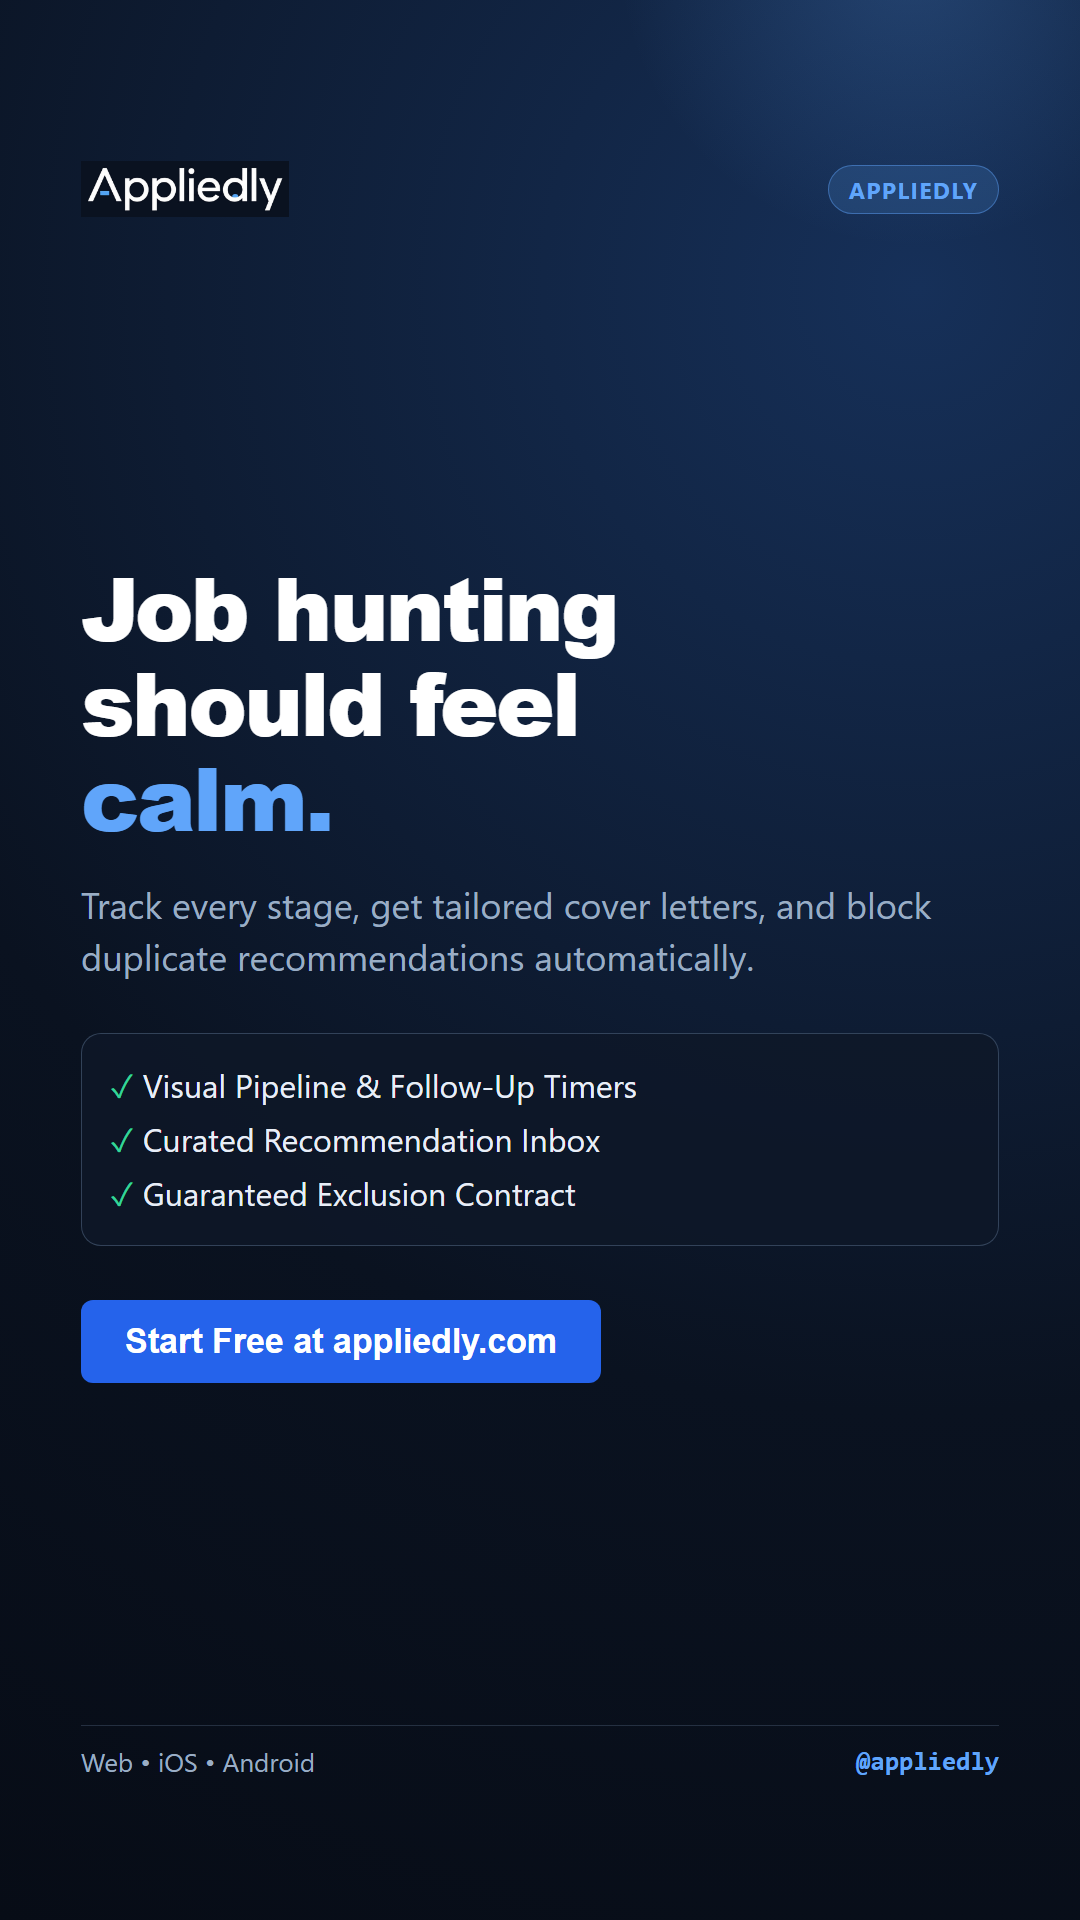 Appliedly
APPLIEDLY
Job hunting
should feel
calm.
Track every stage, get tailored cover letters, and block
duplicate recommendations automatically.
✓ Visual Pipeline & Follow-Up Timers
✓ Curated Recommendation Inbox
✓ Guaranteed Exclusion Contract
Start Free at appliedly.com
Web • iOS • Android
@appliedly